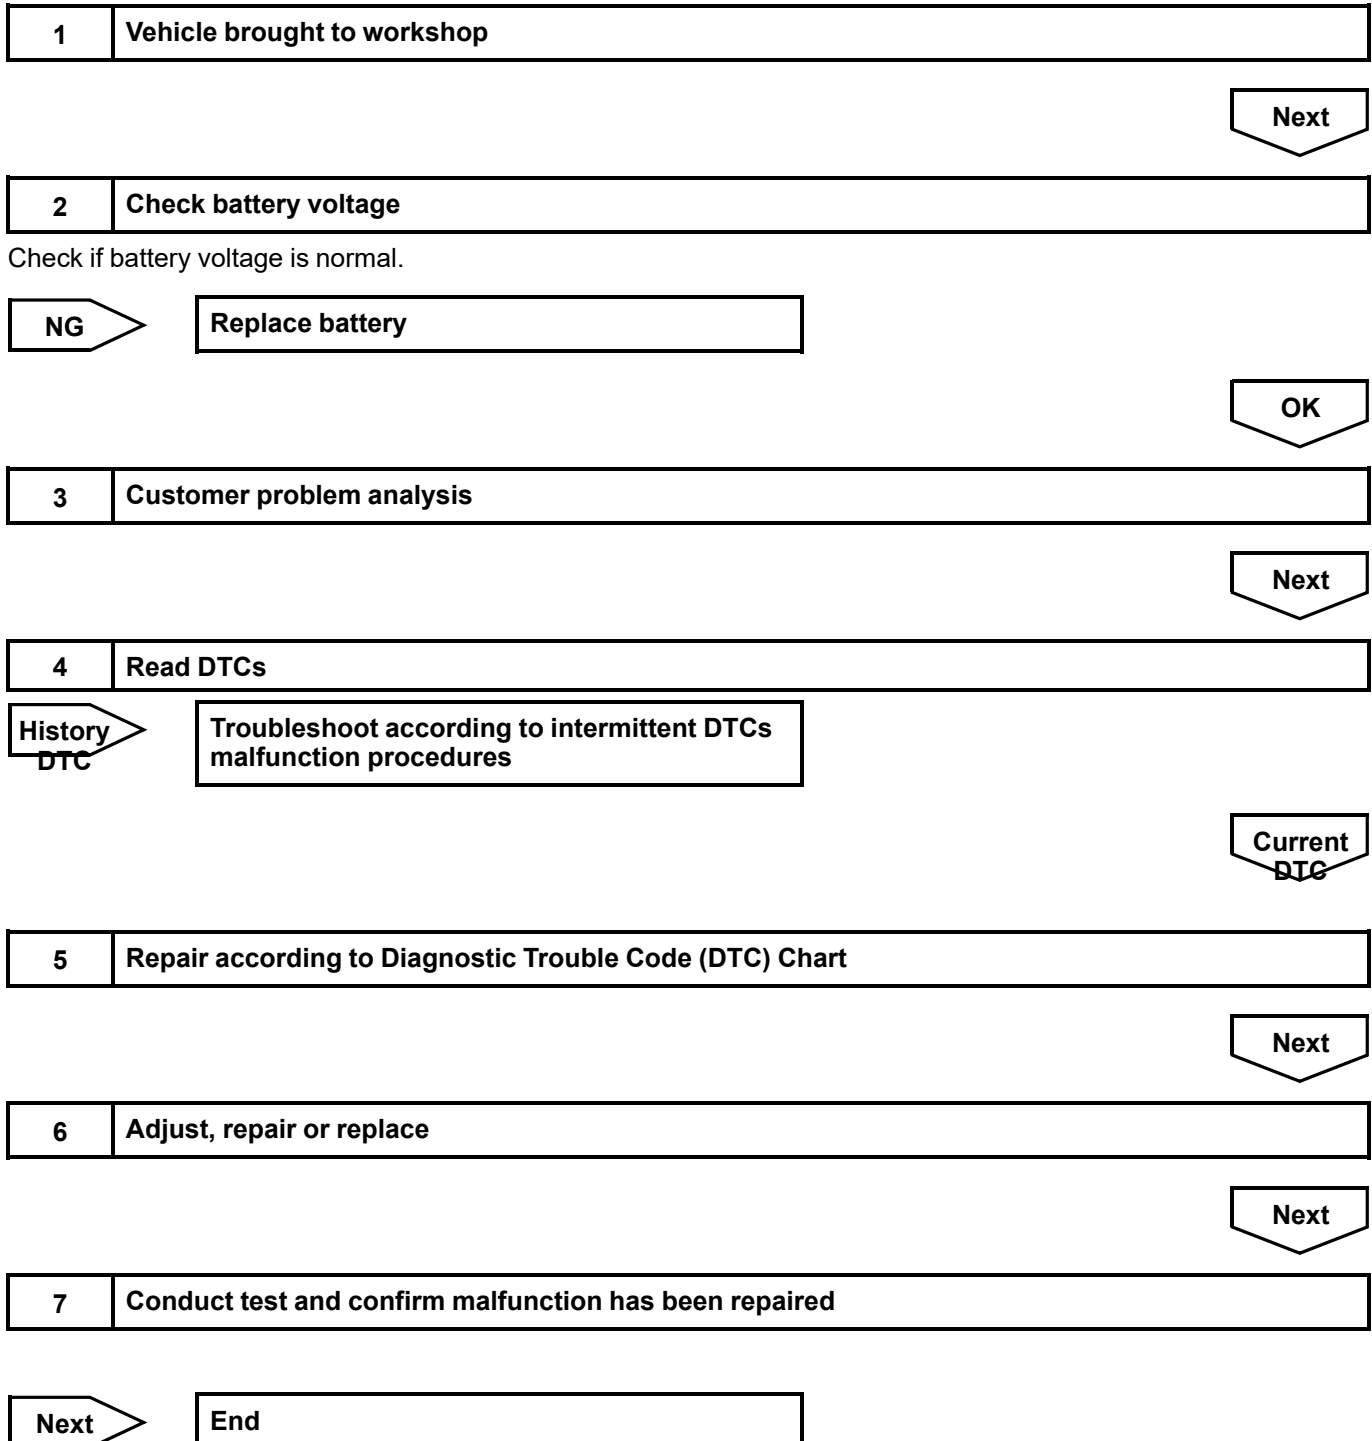 1 Vehicle brought to workshop
Next
2 Check battery voltage
Check if battery voltage is normal.
NG Replace battery
OK
3 Customer problem analysis
Next
4 Read DTCs
History
DTC
Troubleshoot according to intermittent DTCs
malfunction procedures
Current
DTC
5 Repair according to Diagnostic Trouble Code (DTC) Chart
Next
6 Adjust, repair or replace
Next
7 Conduct test and confirm malfunction has been repaired
Next End